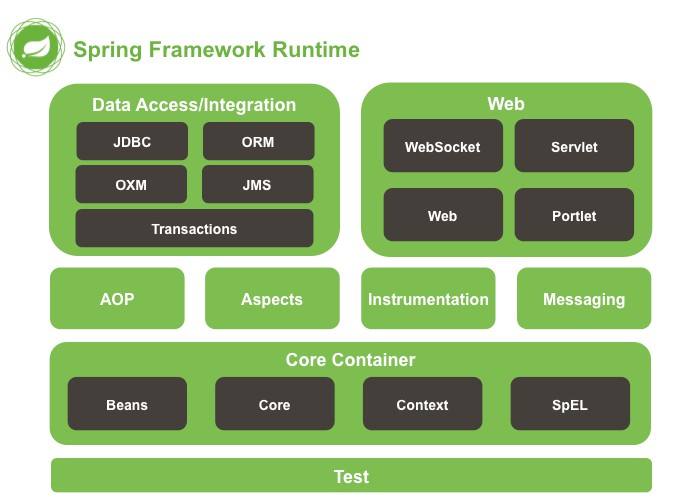 Spring Framework Runtime
Data Access/Integration
JDBC
ORM
OXM
JMS
Transactions
Web
WebSocket
Servlet
Web
Portlet
AOP
Aspects
Instrumentation
Messaging
Core Container
Beans
Core
Context
SpEL
Test